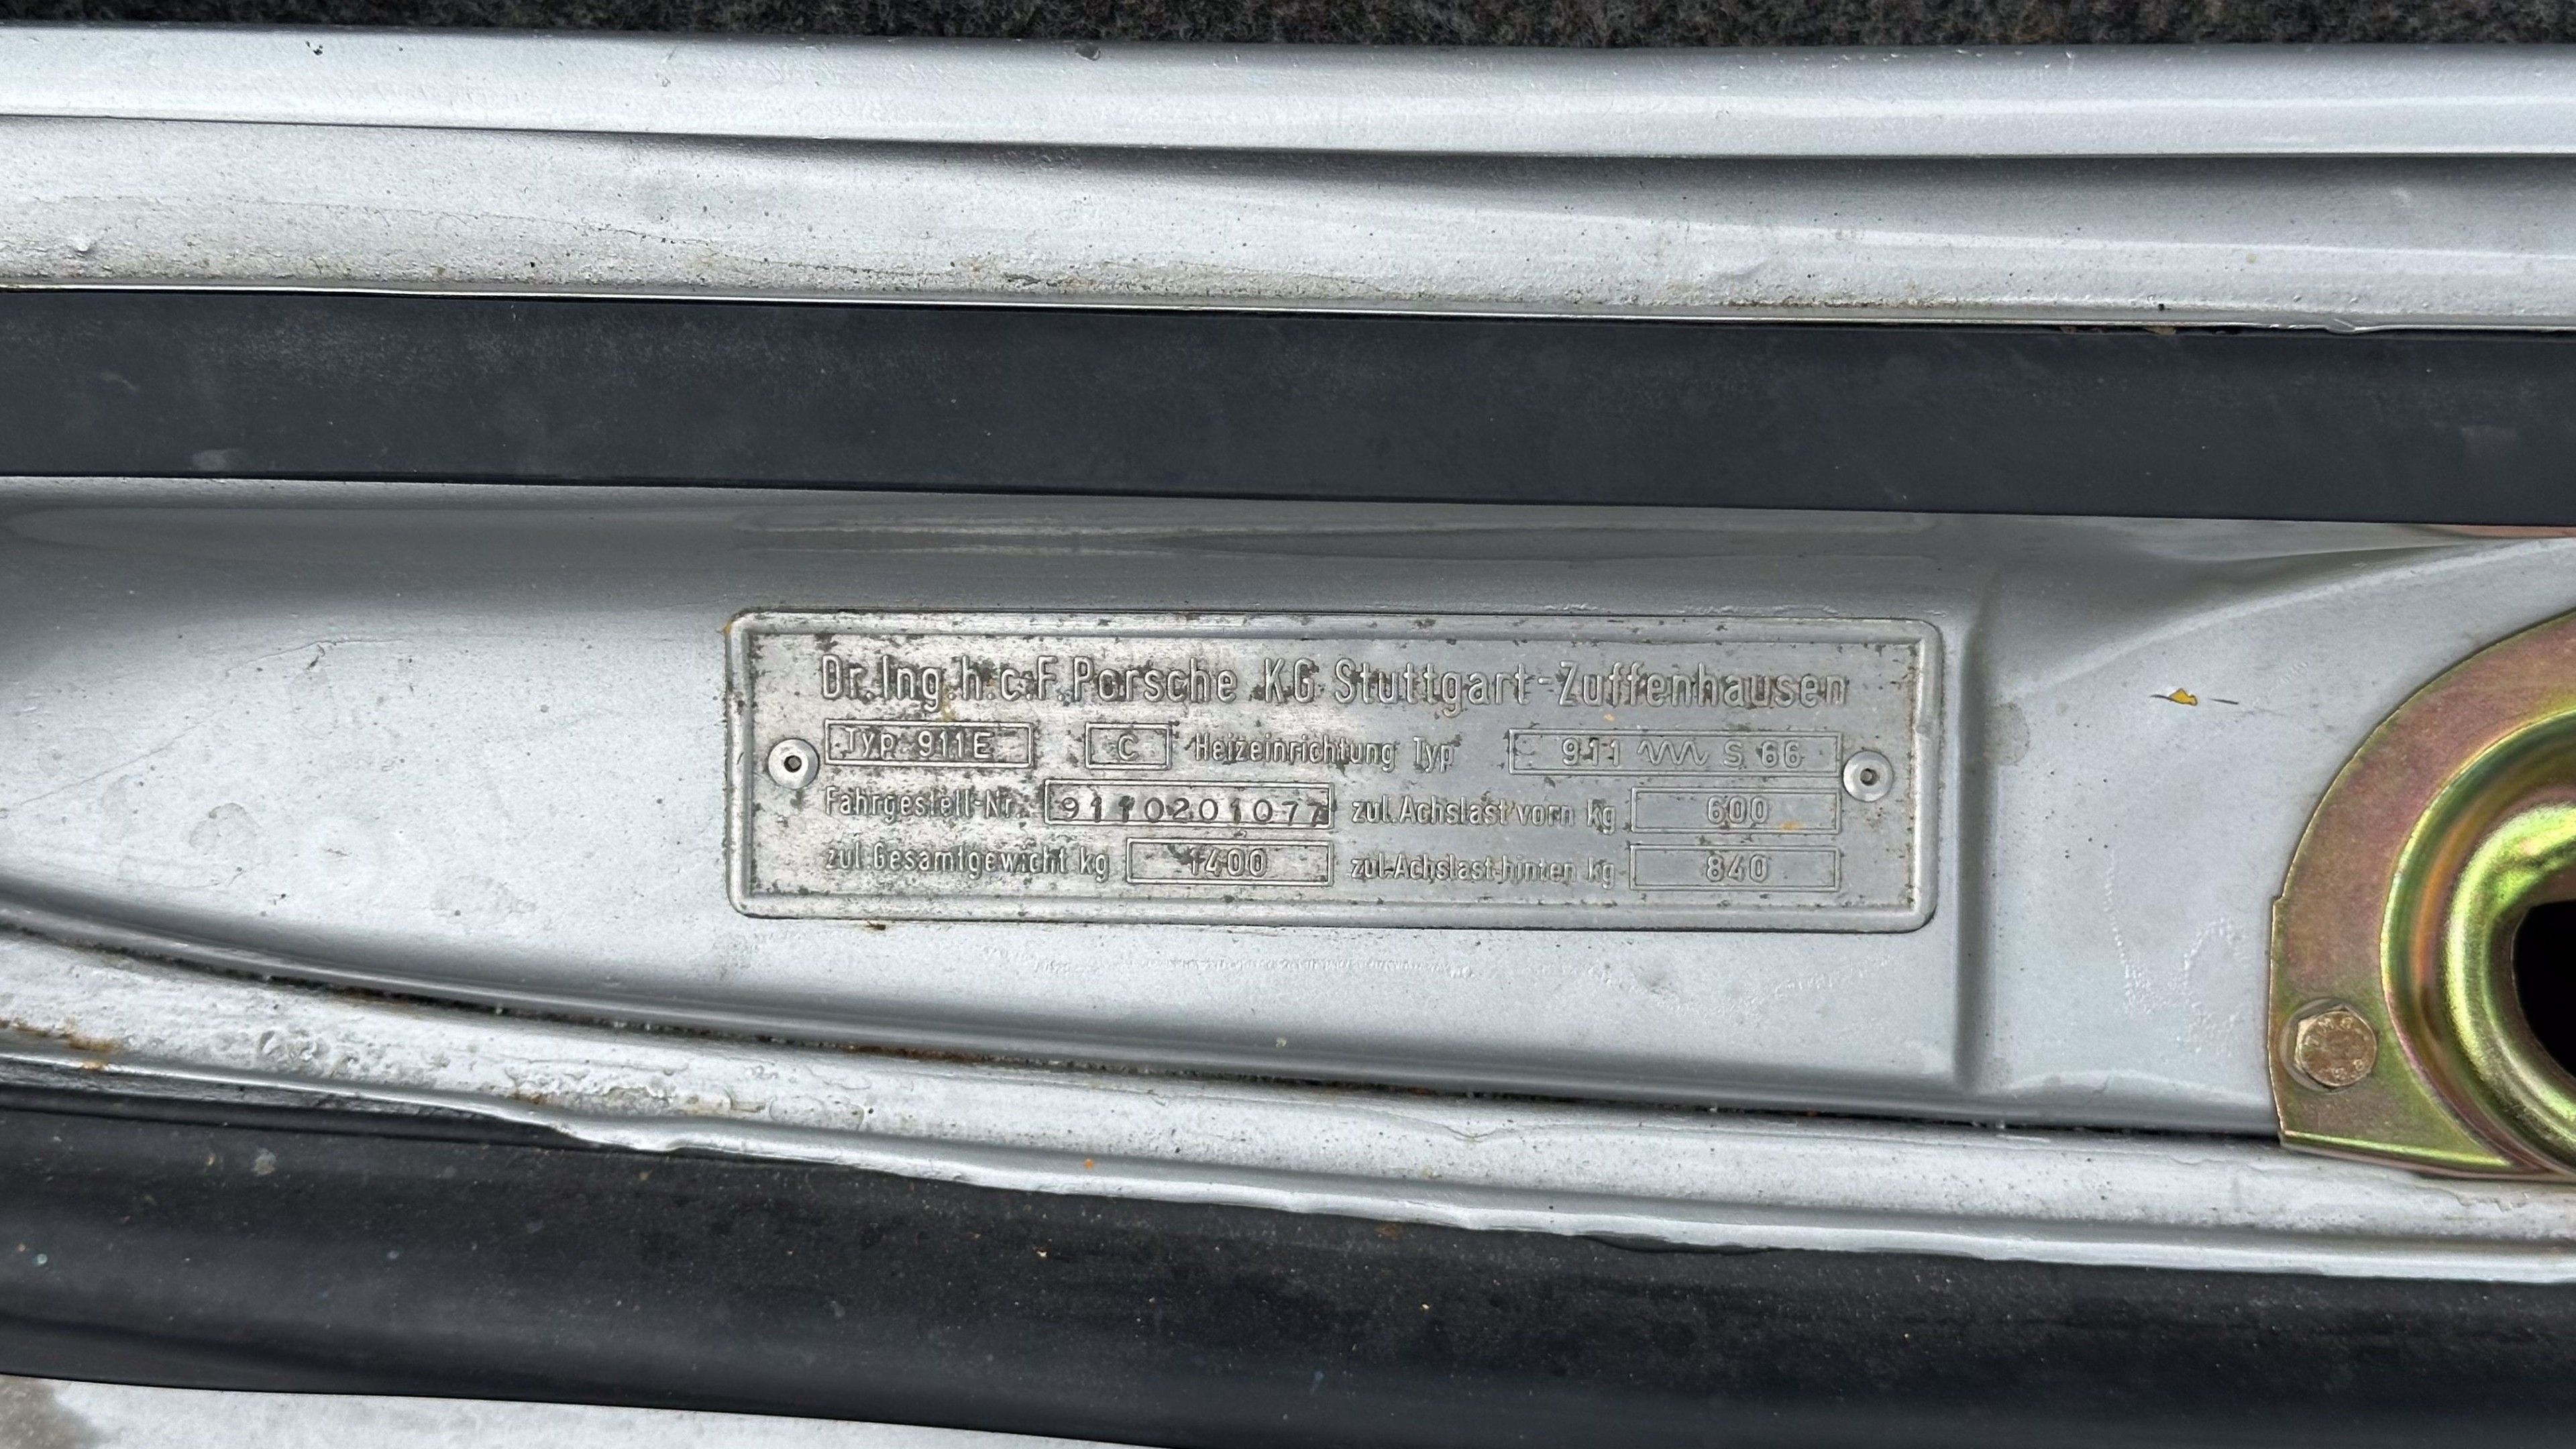 Dr.Ing.h.c.F.Porsche KG Stuttgart-Zuffenhausen
Typ 911E C Heizeinrichtung Typ 911 S 66
Fahrgestell-Nr. 9110201077 zul.Achslast vorn kg 600
zul.Gesamtgewicht kg 1400 zul.Achslast hinten kg 840